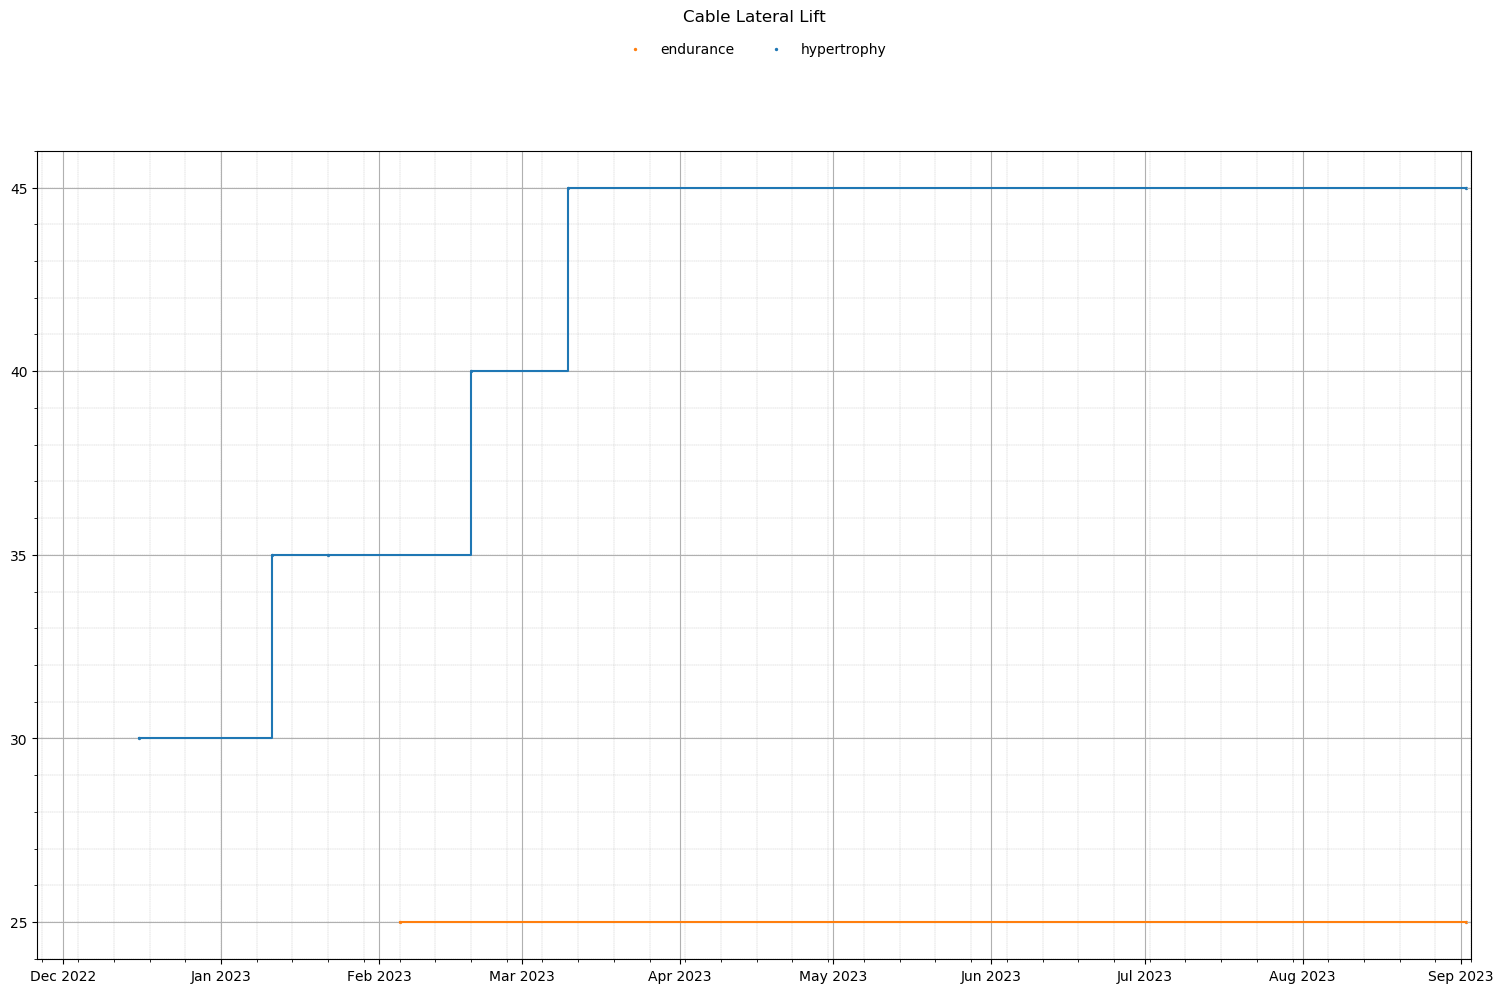 Cable Lateral Lift
endurance hypertrophy
45
40
35
30
25
Dec 2022 Jan 2023 Feb 2023 Mar 2023 Apr 2023 May 2023 Jun 2023 Jul 2023 Aug 2023 Sep 2023